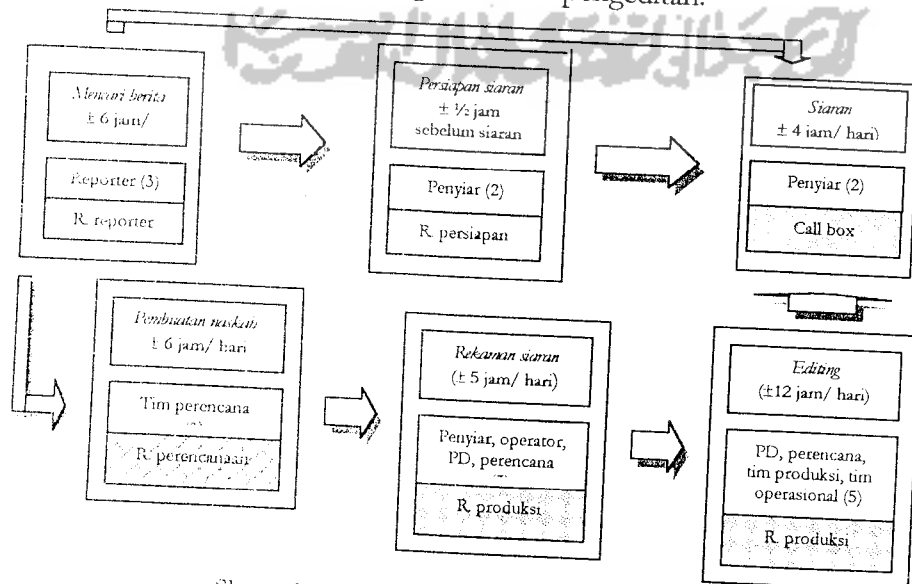 pengeditan.
Mencari berita
± 6 jam/
Reporter (3)
R. reporter
Persiapan siaran
± ½ jam
sebelum siaran
Penyiar (2)
R. persiapan
Siaran
± 4 jam/ hari)
Penyiar (2)
Call box
Pembuatan naskah
± 6 jam/ hari
Tim perencana
R. perencanaan
Rekaman siaran
(± 5 jam/ hari)
Penyiar, operator,
PD, perencana
R. produksi
Editing
(±12 jam/ hari)
PD, perencana,
tim produksi, tim
operasional (5)
R. produksi